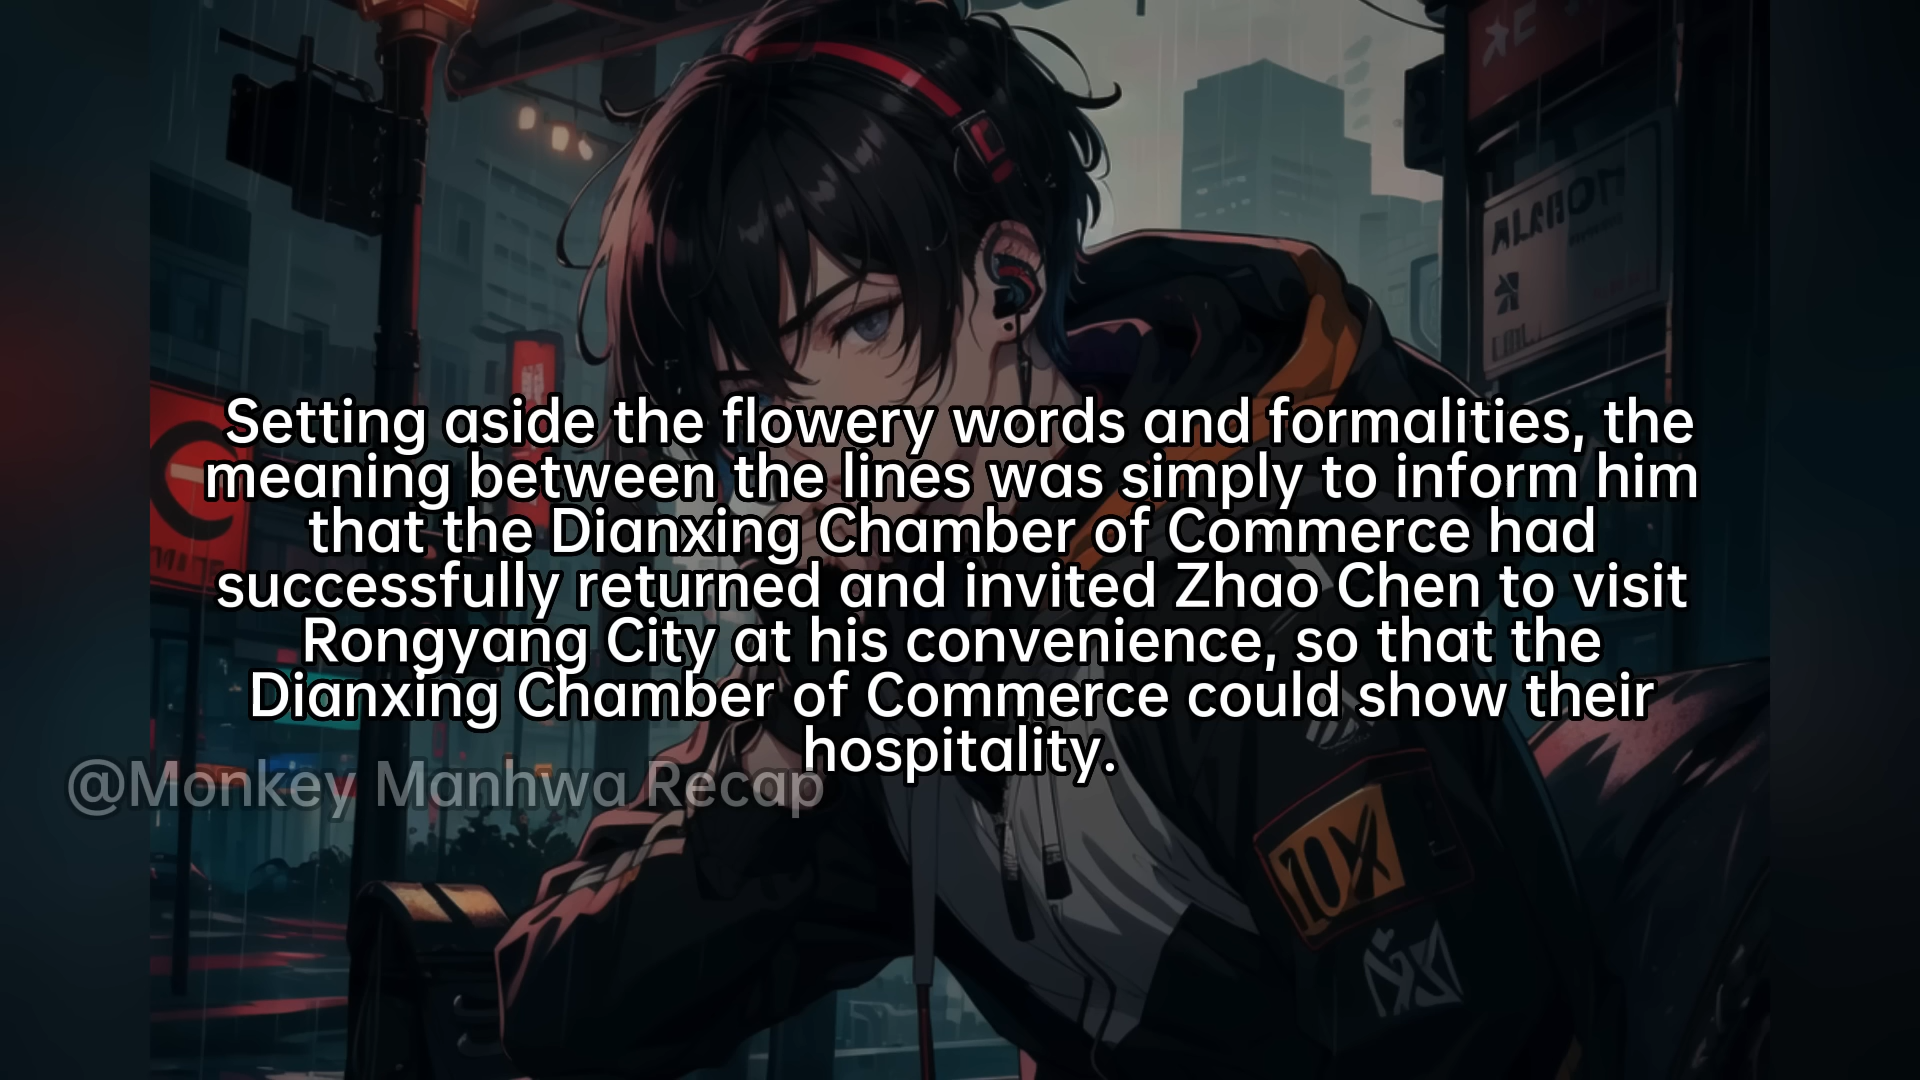 Setting aside the flowery words and formalities, the
meaning between the lines was simply to inform him
that the Dianxing Chamber of Commerce had
successfully returned and invited Zhao Chen to visit
Rongyang City at his convenience, so that the
Dianxing Chamber of Commerce could show their
hospitality.
@Monkey Manhwa Recap
10X